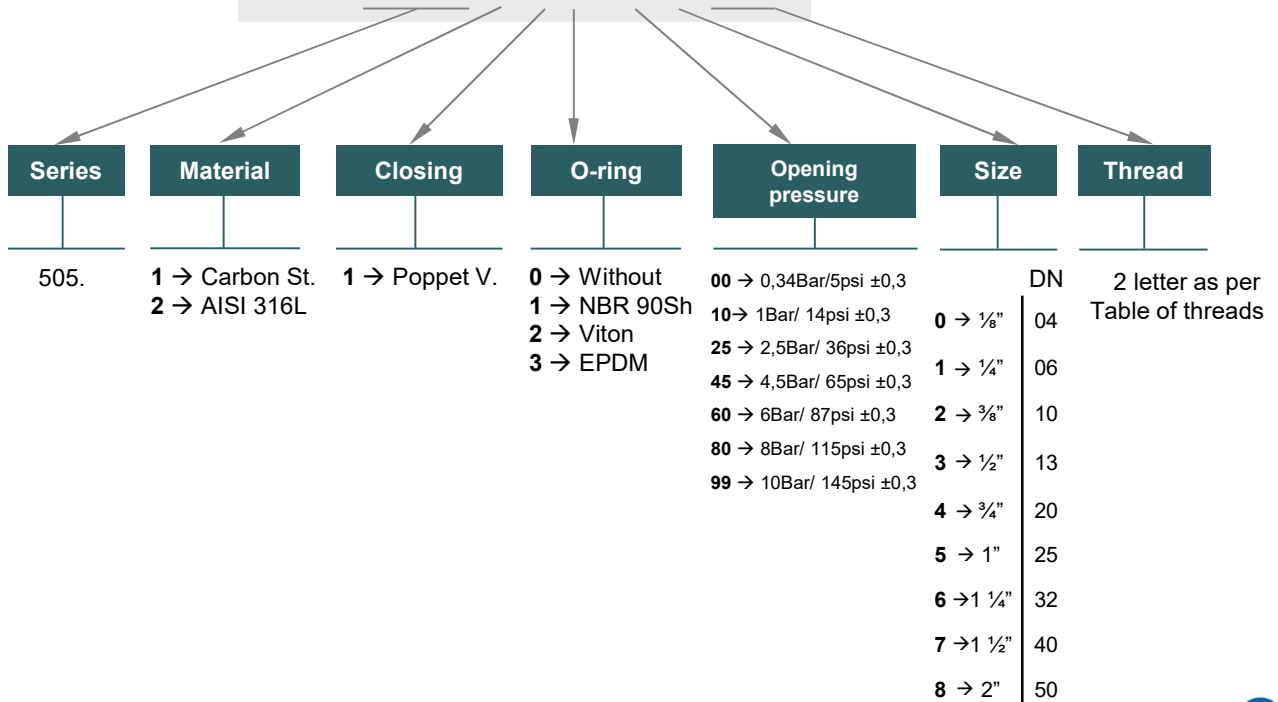 Series
Material
Closing
O-ring
Opening
pressure
Size
Thread
505.
1 → Carbon St.
2 → AISI 316L
1 → Poppet V.
0 → Without
1 → NBR 90Sh
2 → Viton
3 → EPDM
00 → 0,34Bar/5psi ±0,3
10→ 1Bar/ 14psi ±0,3
25 → 2,5Bar/ 36psi ±0,3
45 → 4,5Bar/ 65psi ±0,3
60 → 6Bar/ 87psi ±0,3
80 → 8Bar/ 115psi ±0,3
99 → 10Bar/ 145psi ±0,3
DN
0 → ⅛” 04
1 → ¼” 06
2 → ⅜” 10
3 → ½” 13
4 → ¾” 20
5 → 1” 25
6 →1 ¼” 32
7 →1 ½” 40
8 → 2” 50
2 letter as per
Table of threads